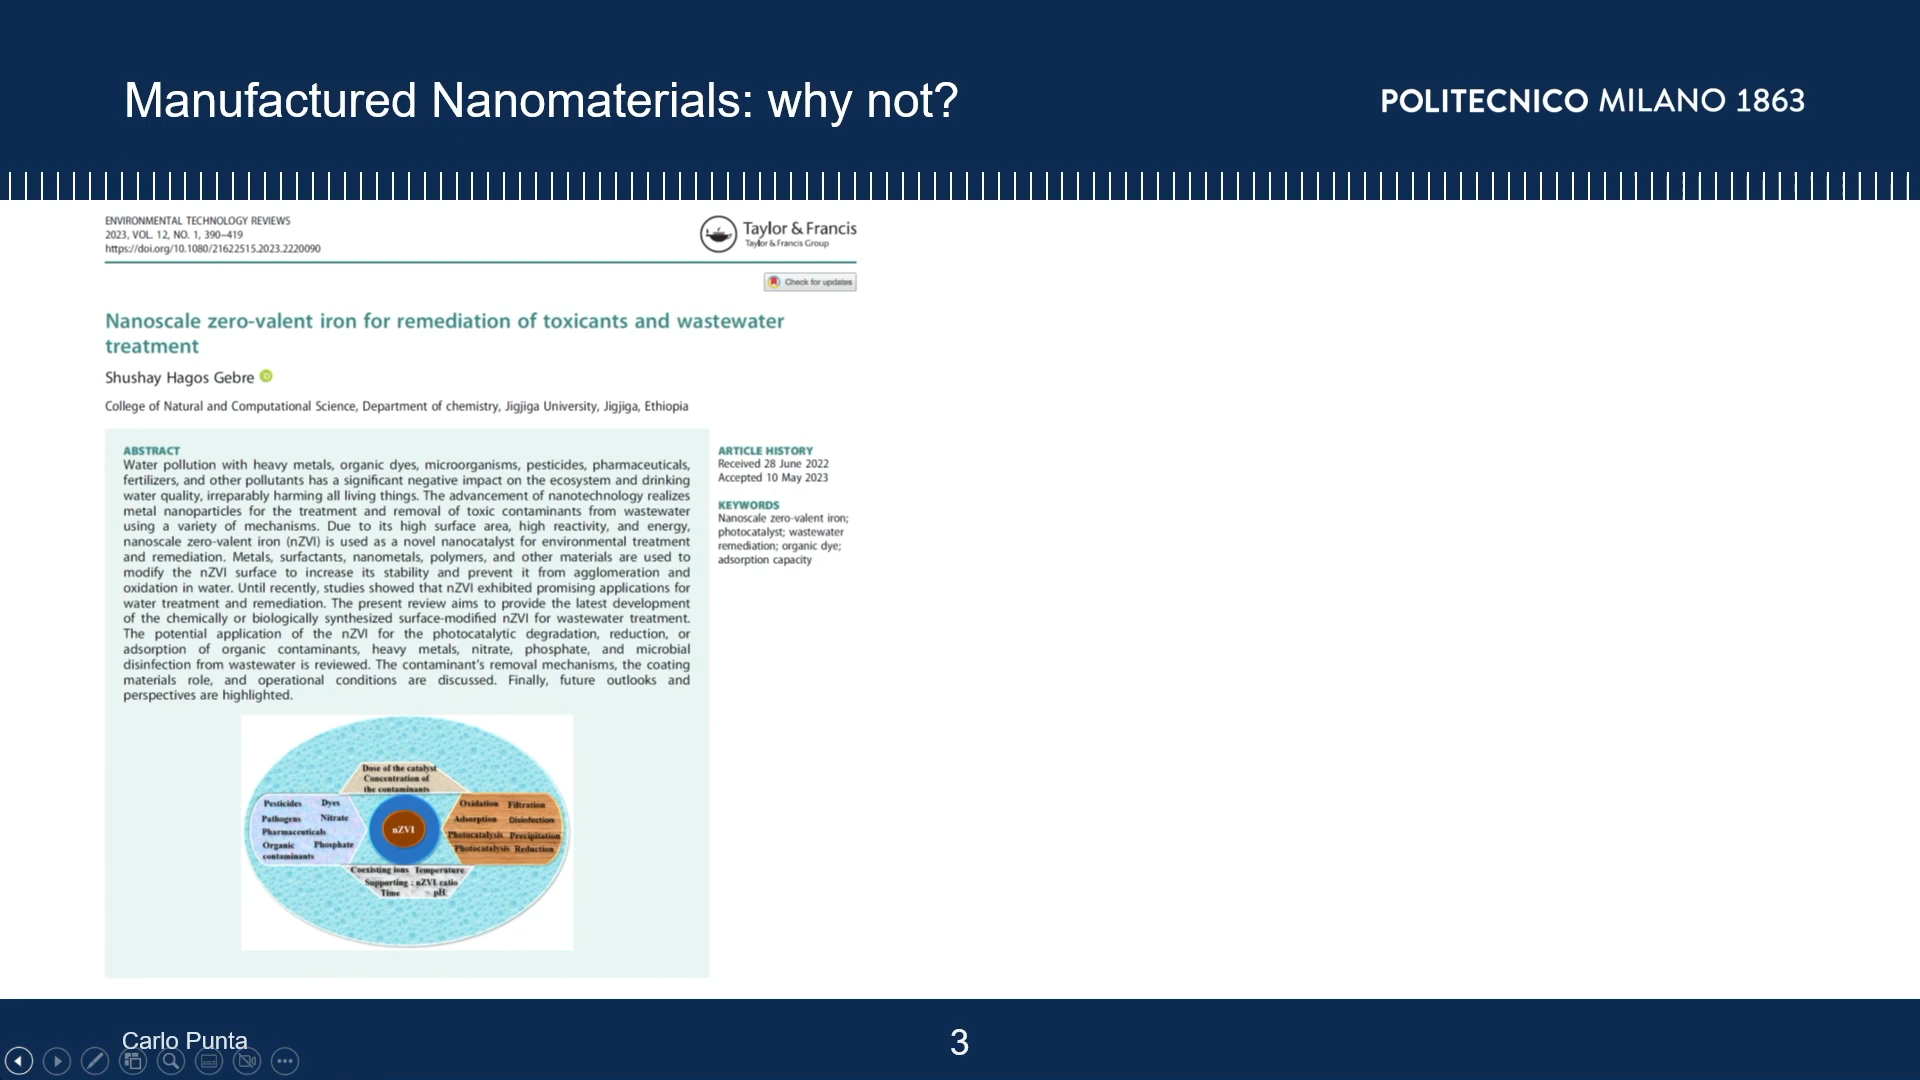 Manufactured Nanomaterials: why not?
POLITECNICO MILANO 1863
ENVIRONMENTAL TECHNOLOGY REVIEWS
2023, VOL. 12, NO. 1, 390–419
https://doi.org/10.1080/21622515.2023.2220090
Taylor & Francis
Taylor & Francis Group
Check for updates
Nanoscale zero-valent iron for remediation of toxicants and wastewater
treatment
Shushay Hagos Gebre
College of Natural and Computational Science, Department of chemistry, Jigjiga University, Jigjiga, Ethiopia
ABSTRACT
Water pollution with heavy metals, organic dyes, microorganisms, pesticides, pharmaceuticals,
fertilizers, and other pollutants has a significant negative impact on the ecosystem and drinking
water quality, irreparably harming all living things. The advancement of nanotechnology realizes
metal nanoparticles for the treatment and removal of toxic contaminants from wastewater
using a variety of mechanisms. Due to its high surface area, high reactivity, and energy,
nanoscale zero-valent iron (nZVI) is used as a novel nanocatalyst for environmental treatment
and remediation. Metals, surfactants, nanometals, polymers, and other materials are used to
modify the nZVI surface to increase its stability and prevent it from agglomeration and
oxidation in water. Until recently, studies showed that nZVI exhibited promising applications for
water treatment and remediation. The present review aims to provide the latest development
of the chemically or biologically synthesized surface-modified nZVI for wastewater treatment.
The potential application of the nZVI for the photocatalytic degradation, reduction, or
adsorption of organic contaminants, heavy metals, nitrate, phosphate, and microbial
disinfection from wastewater is reviewed. The contaminant's removal mechanisms, the coating
materials role, and operational conditions are discussed. Finally, future outlooks and
perspectives are highlighted.
ARTICLE HISTORY
Received 28 June 2022
Accepted 10 May 2023
KEYWORDS
Nanoscale zero-valent iron;
photocatalyst; wastewater
remediation; organic dye;
adsorption capacity
Dose of the catalyst
Concentration of
the contaminants
Pesticides Dyes
Pathogens Nitrate
Pharmaceuticals
Organic Phosphate
contaminants
nZVI
Oxidation Filtration
Adsorption Disinfection
Photocatalysis Precipitation
Photocatalysis Reduction
Coexisting ions Temperature
Supporting : nZVI ratio
Time pH
Carlo Punta
3